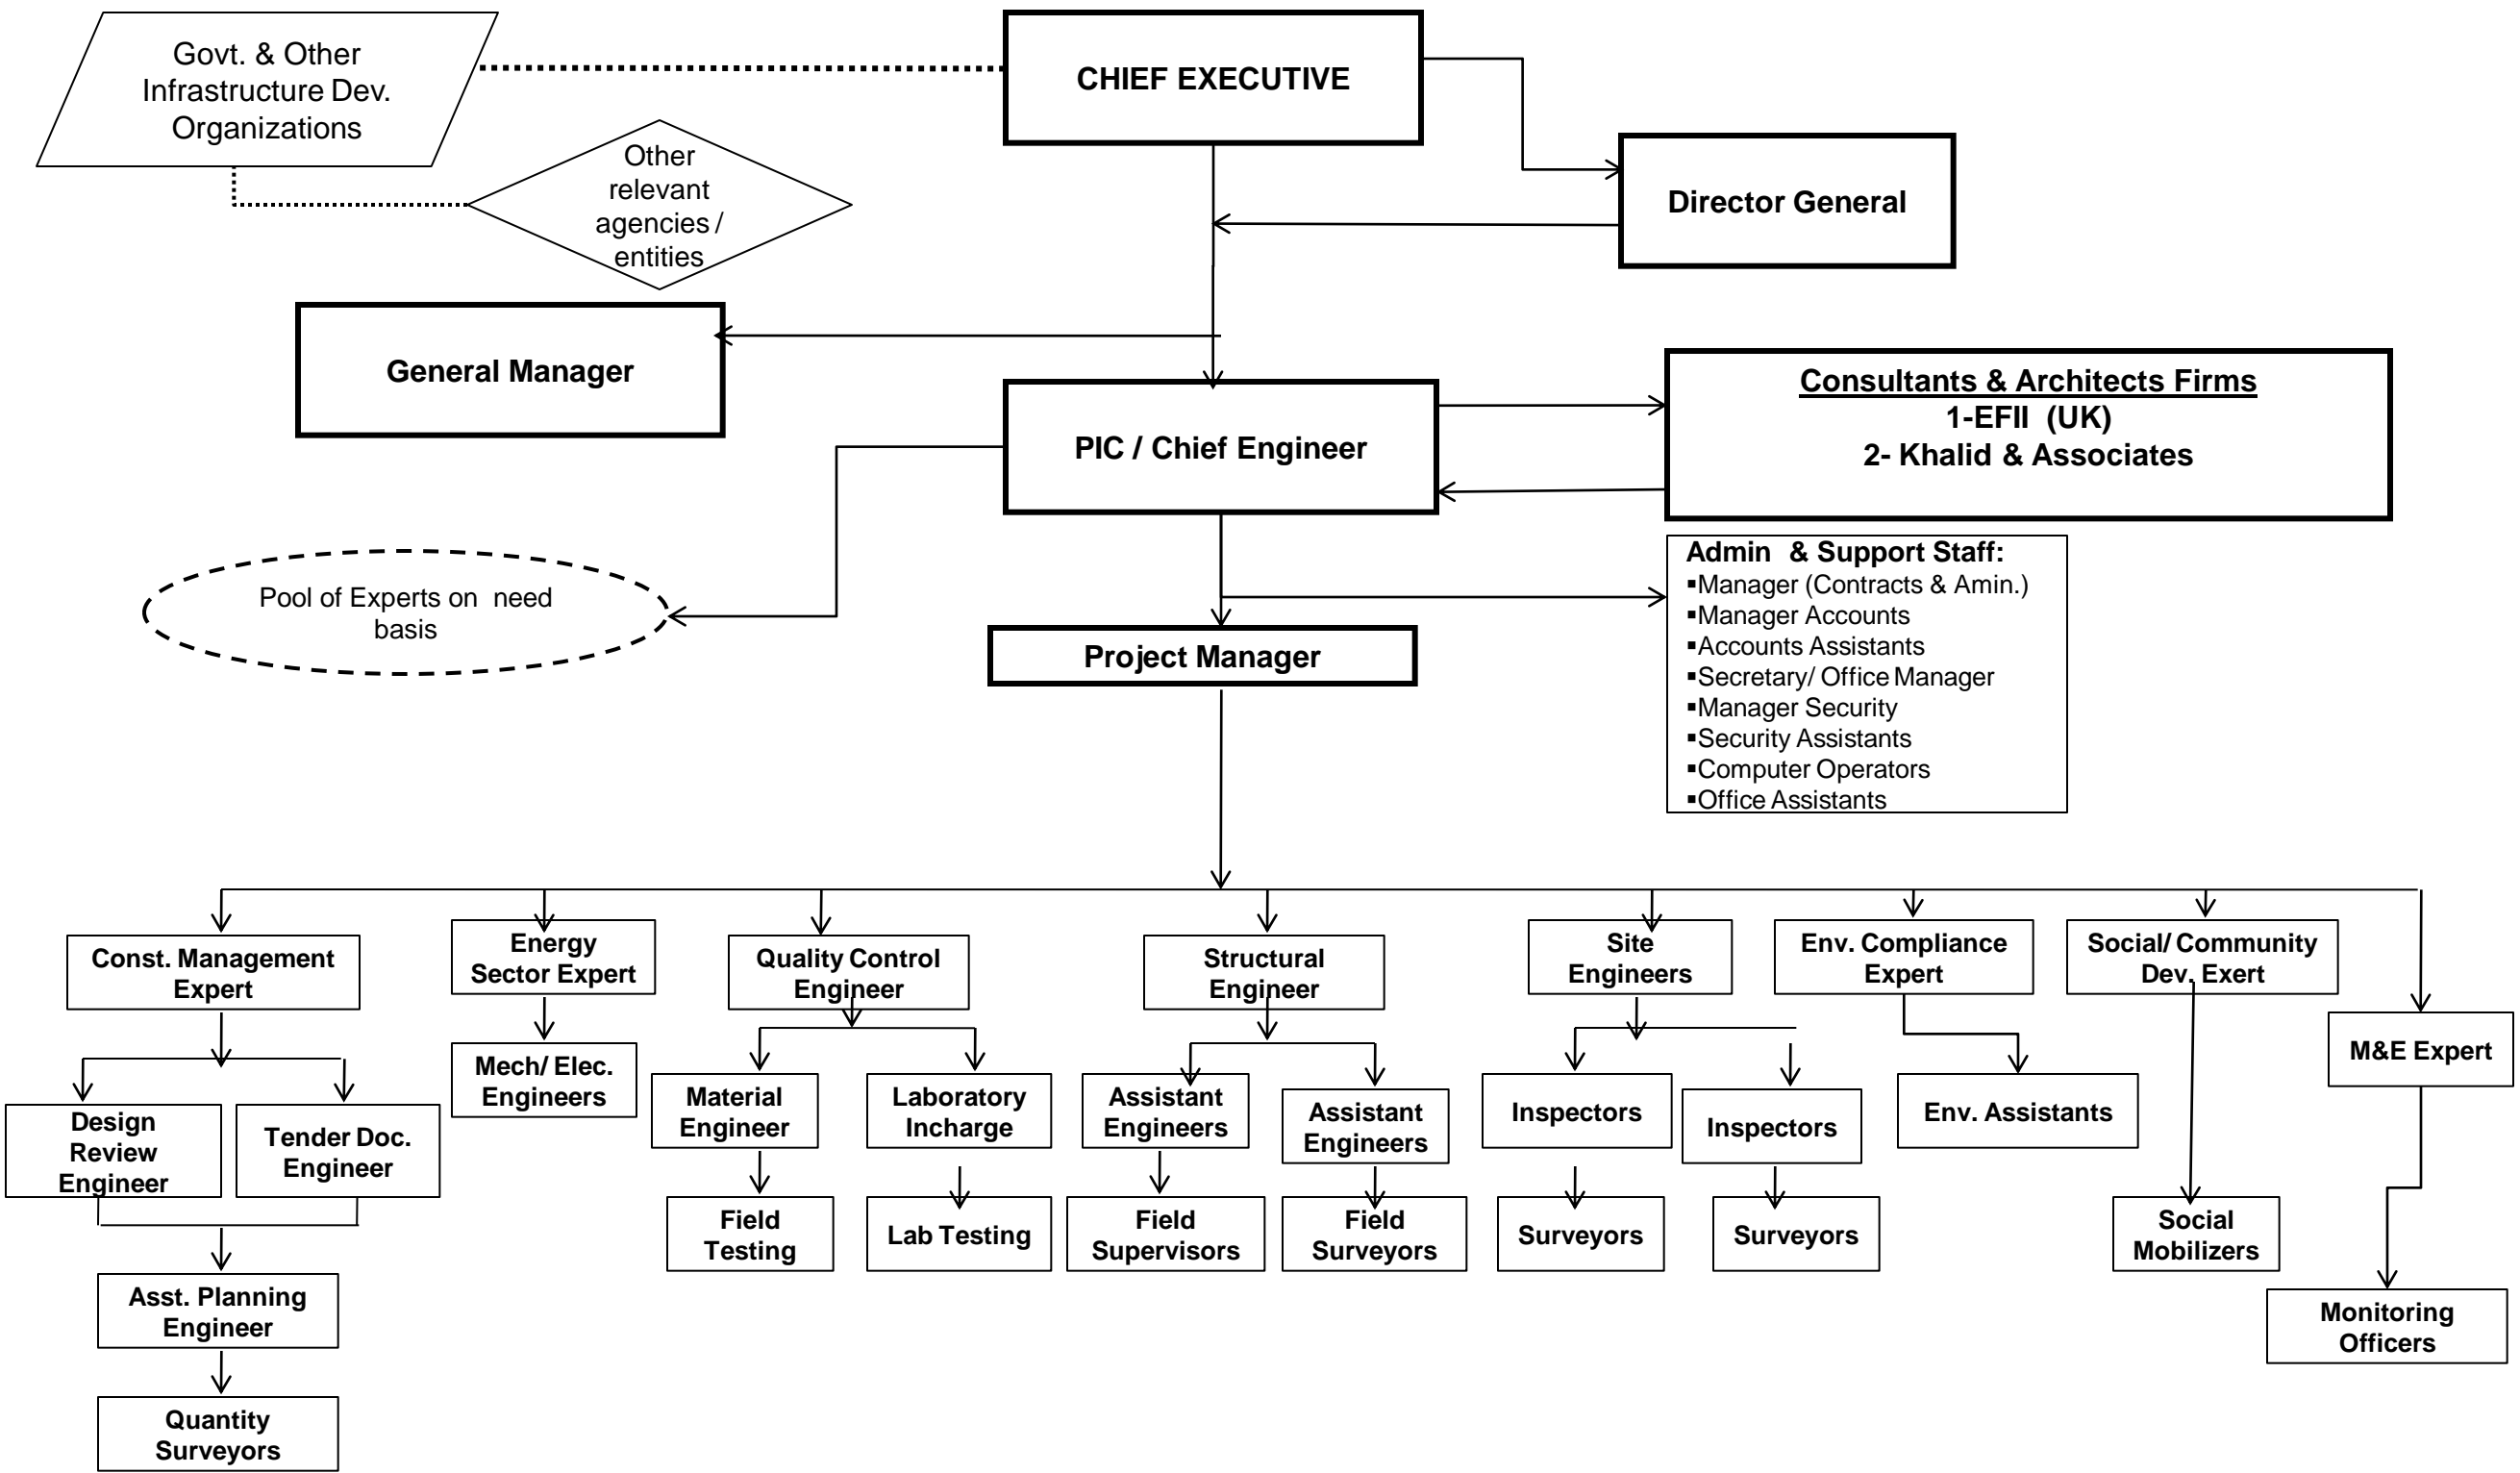 Govt. & Other
Infrastructure Dev.
Organizations
CHIEF EXECUTIVE
Other
relevant
agencies /
entities
Director General
General Manager
PIC / Chief Engineer
Consultants & Architects Firms
1-EFII (UK)
2- Khalid & Associates
Pool of Experts on need
basis
Admin & Support Staff:
▪Manager (Contracts & Amin.)
▪Manager Accounts
▪Accounts Assistants
▪Secretary/ Office Manager
▪Manager Security
▪Security Assistants
▪Computer Operators
▪Office Assistants
Project Manager
Const. Management
Expert
Energy
Sector Expert
Quality Control
Engineer
Structural
Engineer
Site
Engineers
Env. Compliance
Expert
Social/ Community
Dev. Exert
M&E Expert
Design
Review
Engineer
Tender Doc.
Engineer
Mech/ Elec.
Engineers
Material
Engineer
Laboratory
Incharge
Assistant
Engineers
Assistant
Engineers
Inspectors
Inspectors
Env. Assistants
Field
Testing
Lab Testing
Field
Supervisors
Field
Surveyors
Surveyors
Surveyors
Social
Mobilizers
Asst. Planning
Engineer
Monitoring
Officers
Quantity
Surveyors